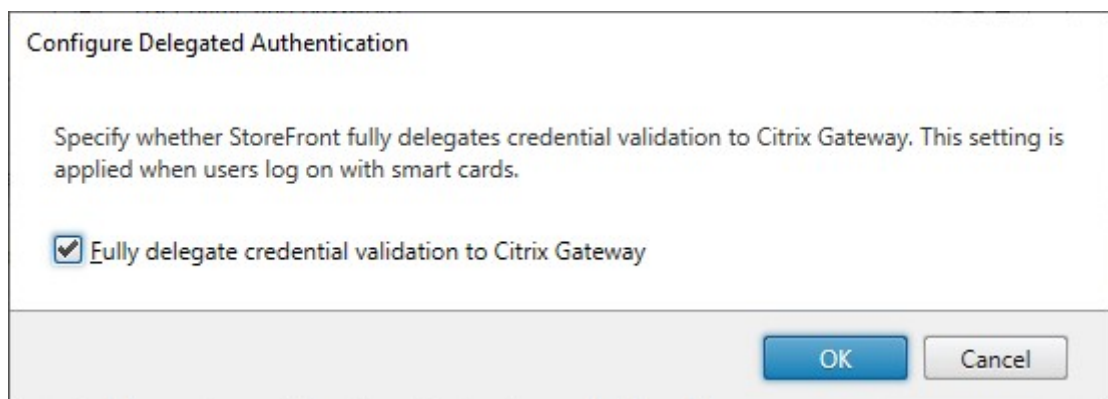 Configure Delegated Authentication
Specify whether StoreFront fully delegates credential validation to Citrix Gateway. This setting is
applied when users log on with smart cards.
Fully delegate credential validation to Citrix Gateway
OK
Cancel